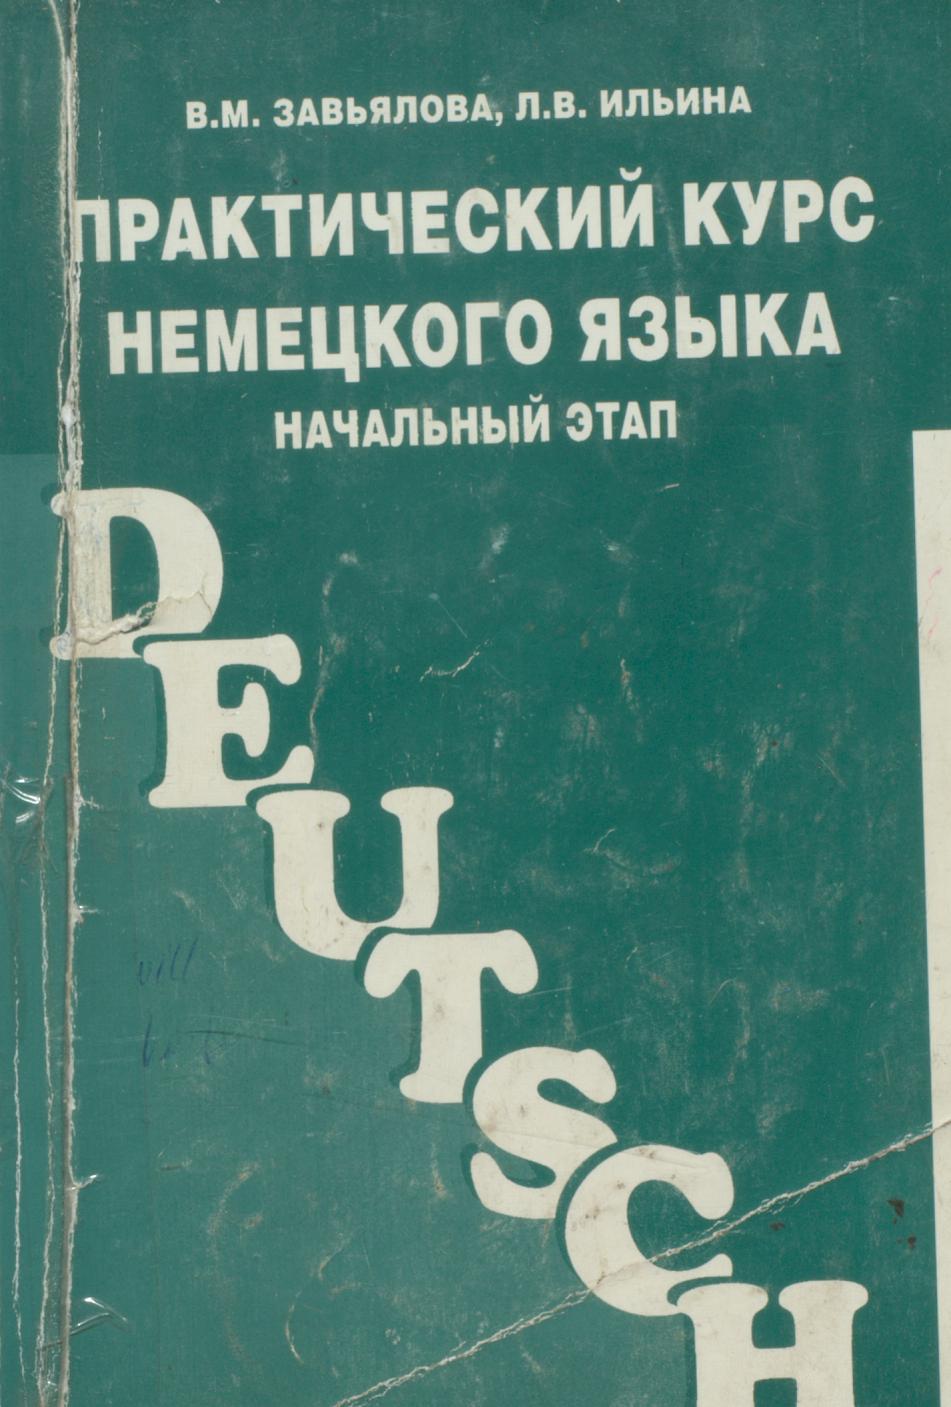 В.М. ЗАВЬЯЛОВА, Л.В. ИЛЬИНА
ПРАКТИЧЕСКИЙ КУРС
НЕМЕЦКОГО ЯЗЫКА
НАЧАЛЬНЫЙ ЭТАП
DEUTSCH